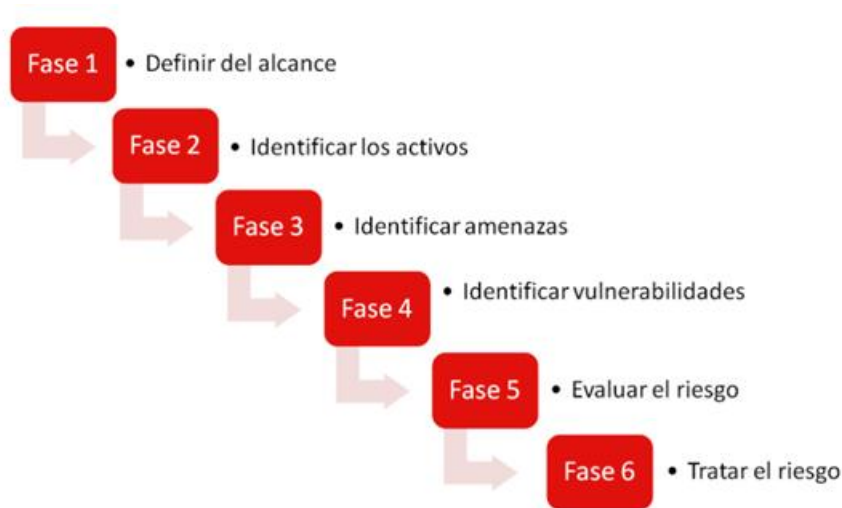 Fase 1 • Definir del alcance
Fase 2 • Identificar los activos
Fase 3 • Identificar amenazas
Fase 4 • Identificar vulnerabilidades
Fase 5 • Evaluar el riesgo
Fase 6 • Tratar el riesgo